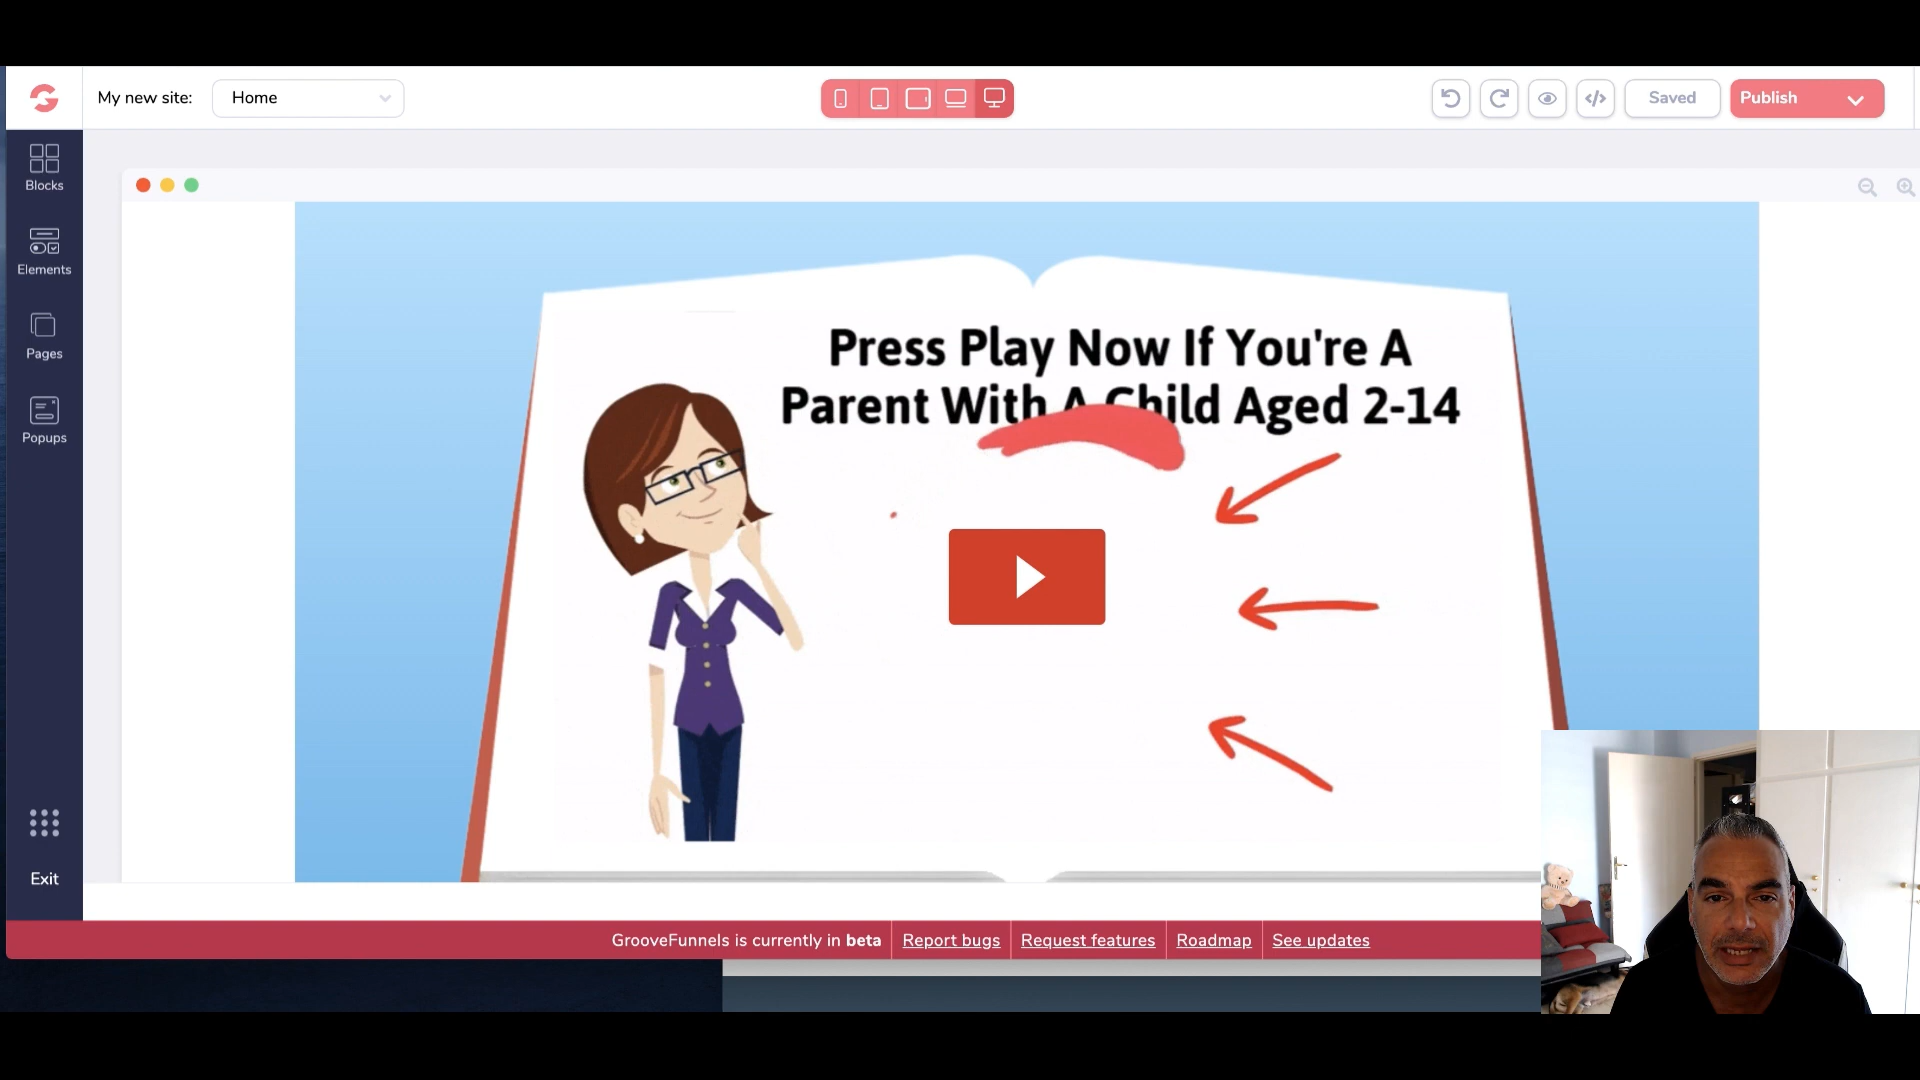 My new site:
Home
</>
Saved
Publish
Blocks
Elements
Pages
Popups
Exit
Press Play Now If You're A
Parent With A Child Aged 2-14
GrooveFunnels is currently in beta
Report bugs
Request features
Roadmap
See updates